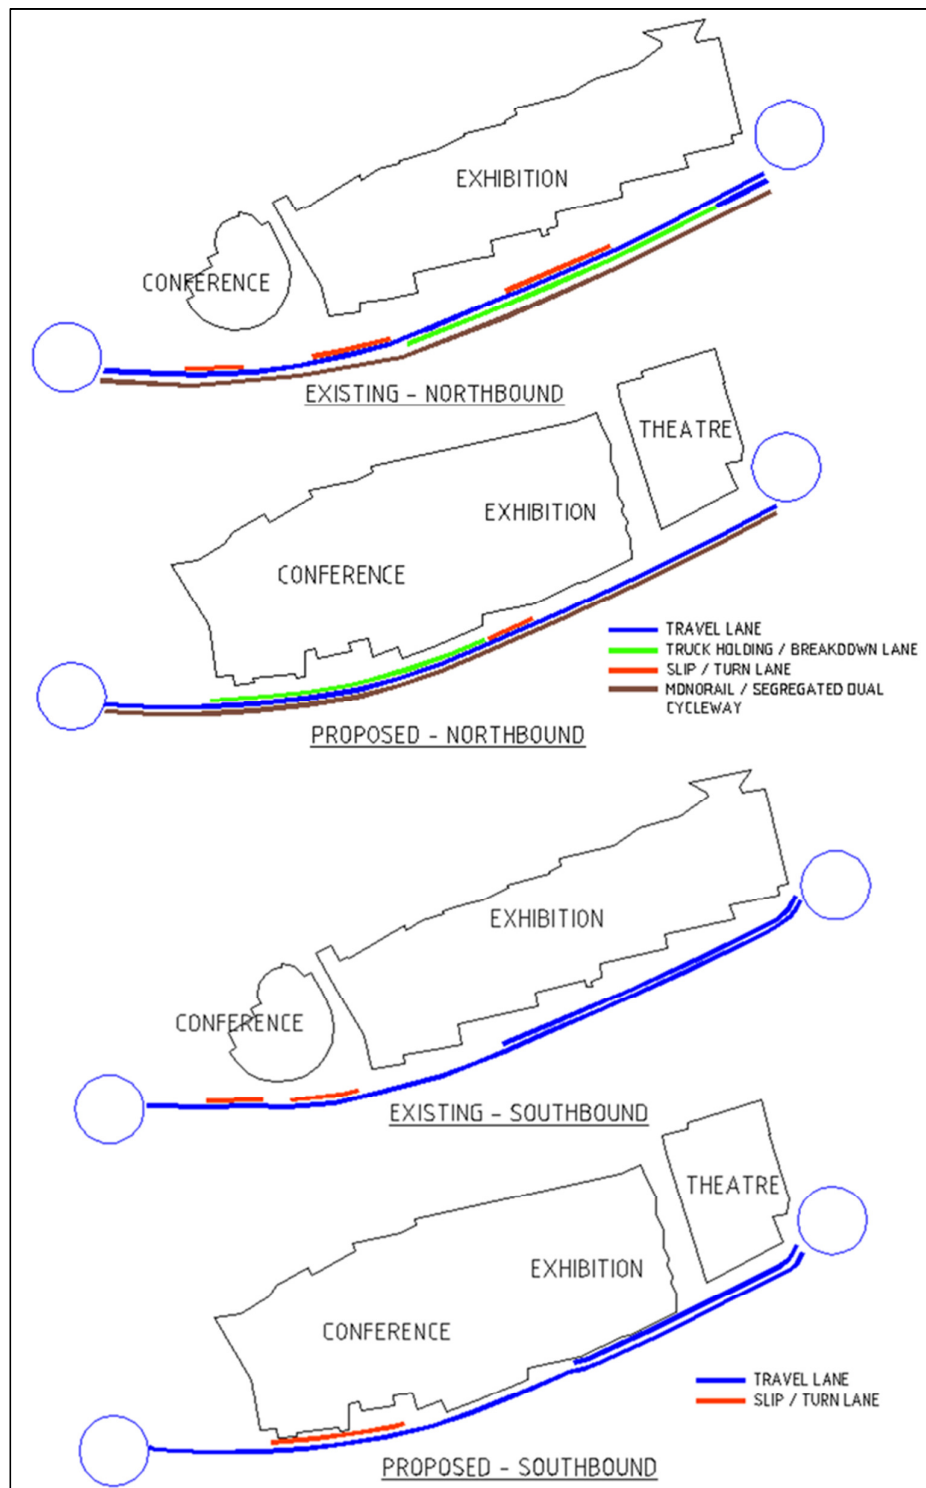 EXHIBITION
CONFERENCE
EXISTING - NORTHBOUND
THEATRE
EXHIBITION
CONFERENCE
TRAVEL LANE
TRUCK HOLDING / BREAKDOWN LANE
SLIP / TURN LANE
MONORAIL / SEGREGATED DUAL
CYCLEWAY
PROPOSED - NORTHBOUND
EXHIBITION
CONFERENCE
EXISTING - SOUTHBOUND
THEATRE
EXHIBITION
CONFERENCE
TRAVEL LANE
SLIP / TURN LANE
PROPOSED - SOUTHBOUND